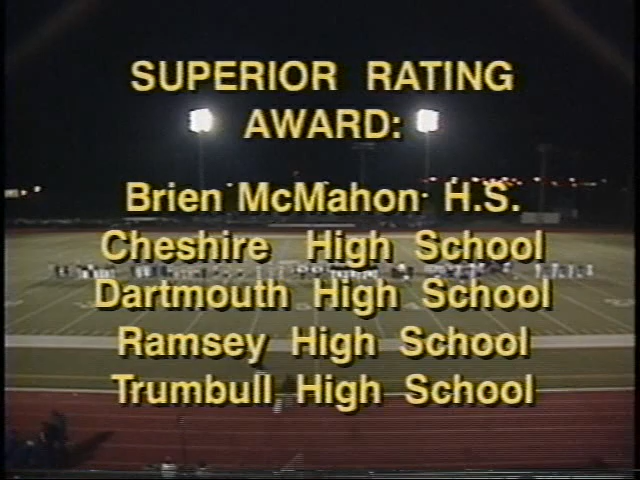 SUPERIOR RATING
AWARD:
Brien McMahon H.S.
Cheshire High School
Dartmouth High School
Ramsey High School
Trumbull High School